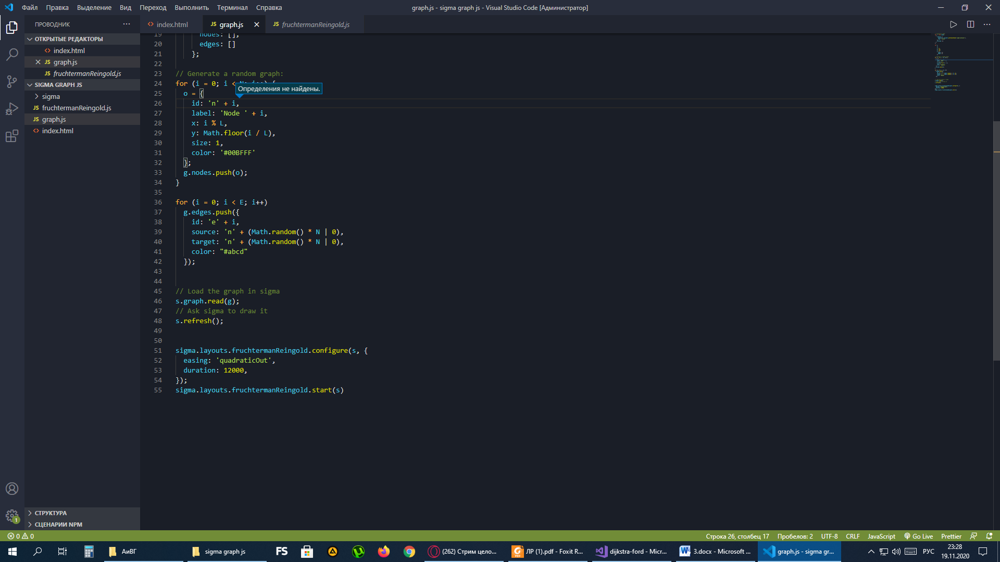 Файл Правка Выделение Вид Переход Выполнить Терминал Справка
graph.js - sigma graph js - Visual Studio Code [Администратор]
ПРОВОДНИК
index.html
JS graph.js
JS fruchtermanReingold.js
ОТКРЫТЫЕ РЕДАКТОРЫ
index.html
JS graph.js
JS fruchtermanReingold.js
SIGMA GRAPH JS
sigma
JS fruchtermanReingold.js
JS graph.js
index.html
СТРУКТУРА
СЦЕНАРИИ NPM
1
19 nodes: [],
20 edges: []
21 };
22
23 // Generate a random graph:
24 for (i = 0; i < N; i++) {
Определения не найдены.
25 o = {
26 id: 'n' + i,
27 label: 'Node ' + i,
28 x: i % L,
29 y: Math.floor(i / L),
30 size: 1,
31 color: '#00BFFF'
32 };
33 g.nodes.push(o);
34 }
35
36 for (i = 0; i < E; i++)
37 g.edges.push({
38 id: 'e' + i,
39 source: 'n' + (Math.random() * N | 0),
40 target: 'n' + (Math.random() * N | 0),
41 color: "#abcd"
42 });
43
44
45 // Load the graph in sigma
46 s.graph.read(g);
47 // Ask sigma to draw it
48 s.refresh();
49
50
51 sigma.layouts.fruchtermanReingold.configure(s, {
52 easing: 'quadraticOut',
53 duration: 12000,
54 });
55 sigma.layouts.fruchtermanReingold.start(s)
0 0
Строка 26, столбец 17 Пробелов: 2 UTF-8 CRLF JavaScript Go Live Prettier
АиВГ
sigma graph js
FS
(262) Стрим цело...
ЛР (1).pdf - Foxit R...
dijkstra-ford - Micr...
3.docx - Microsoft ...
graph.js - sigma gr...
РУС
23:28
19.11.2020